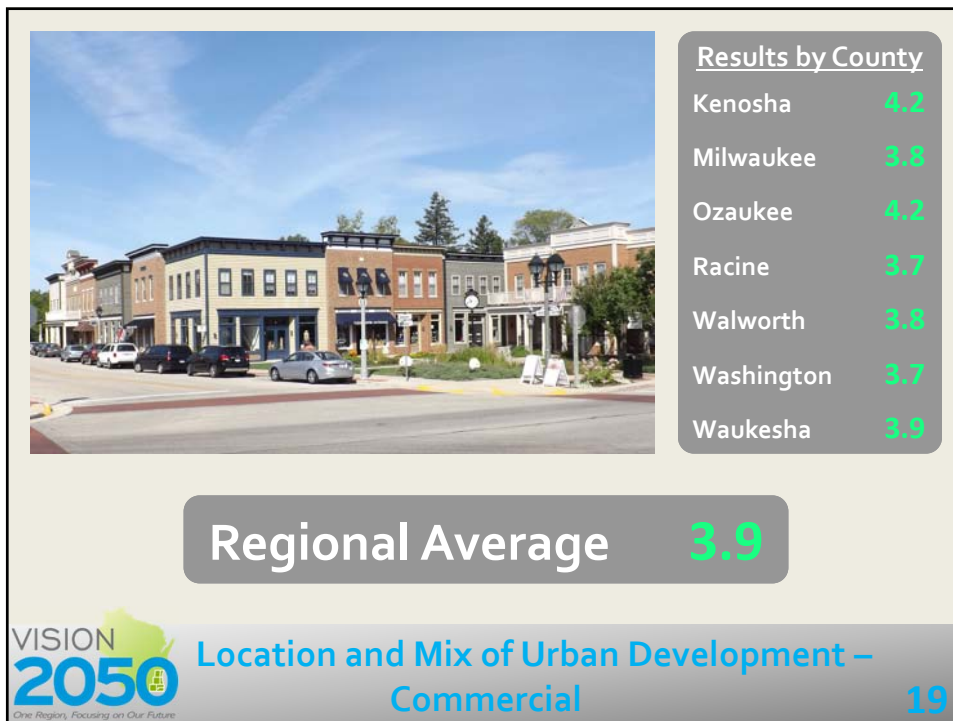 Results by County
Kenosha 4.2
Milwaukee 3.8
Ozaukee 4.2
Racine 3.7
Walworth 3.8
Washington 3.7
Waukesha 3.9
Regional Average 3.9
VISION
2050
One Region, Focusing on Our Future
Location and Mix of Urban Development –
Commercial
19